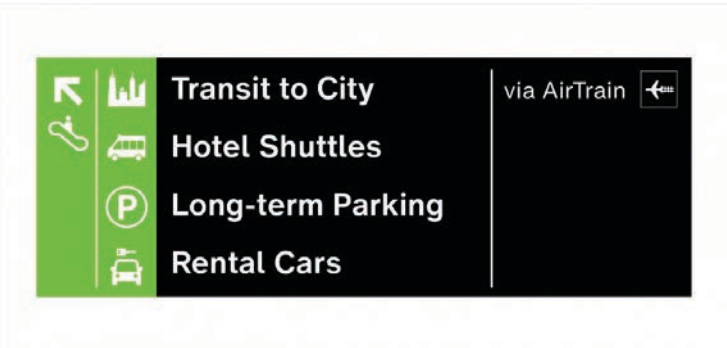 Transit to City via AirTrain
Hotel Shuttles
P Long-term Parking
Rental Cars